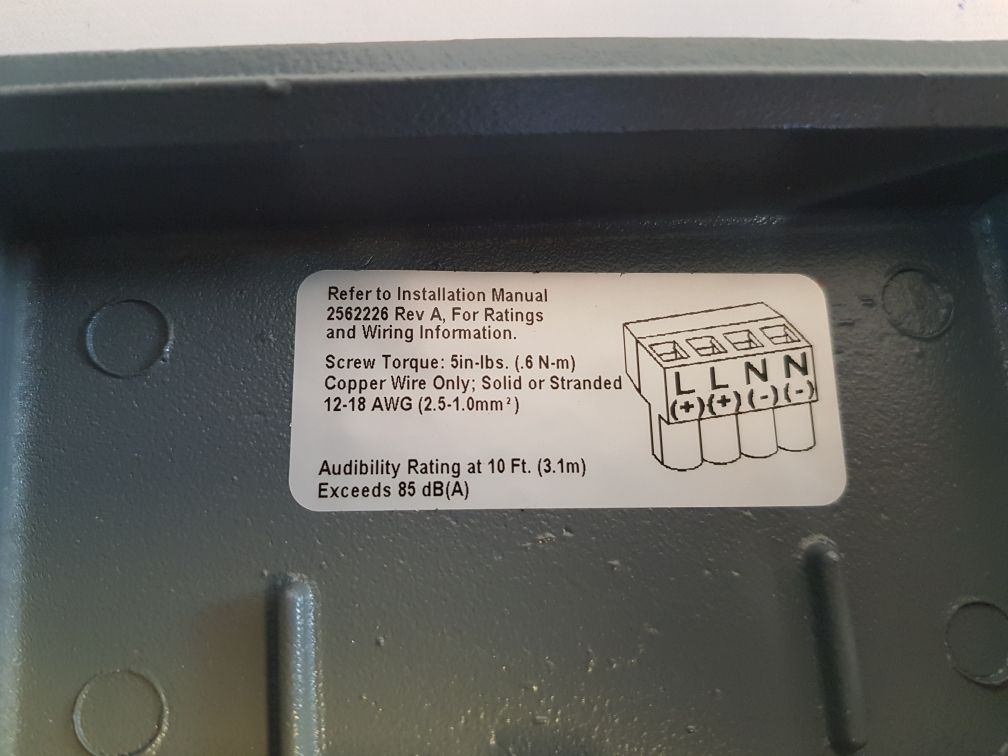 Refer to Installation Manual
2562226 Rev A, For Ratings
and Wiring Information.
Screw Torque: 5in-lbs. (.6 N-m)
Copper Wire Only; Solid or Stranded
12-18 AWG (2.5-1.0mm²)
Audibility Rating at 10 Ft. (3.1m)
Exceeds 85 dB(A)
L L N N
(+)(+)(-)(-)